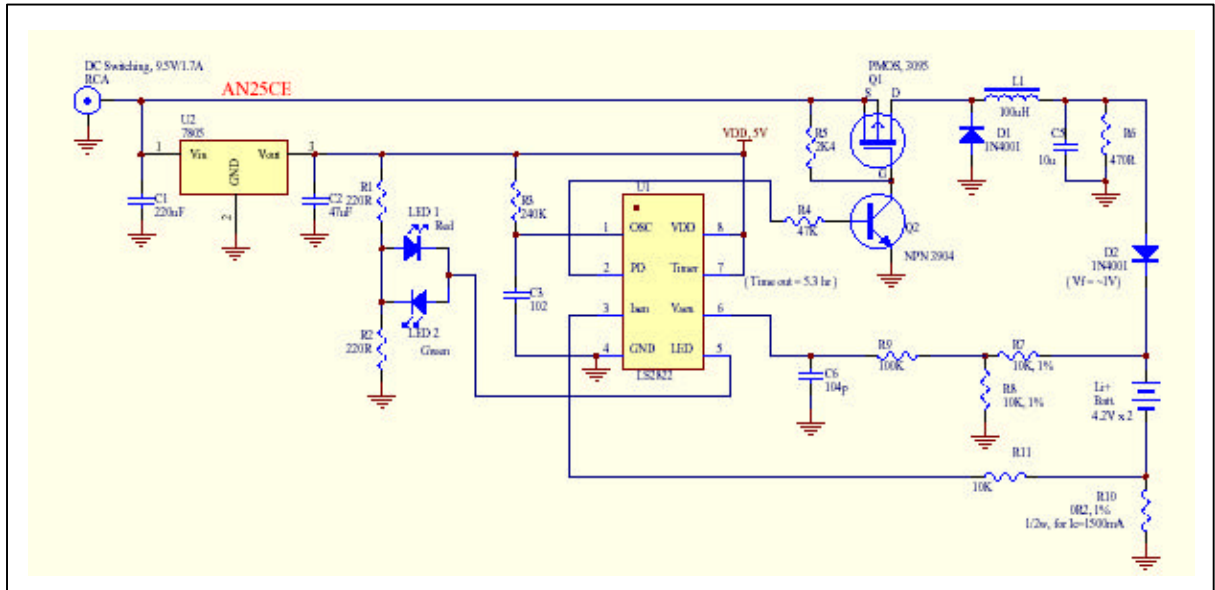 DC Switching, 9.5V/1.7A
RCA
AN25CE
PMOS, 3095
Q1
S D
G
L1
100uH
U2
7805
1
Vin
Vout
3
GND
2
VDD, 5V
R5
2K4
D1
1N4001
C5
10u
R6
470R
C1
220uF
C2
47uF
R1
220R
LED 1
Red
R3
240K
U1
1 OSC VDD 8
2 PD Timer 7
3 Isen Vsen 6
4 GND LED 5
LS2822
R4
47K
Q2
NPN 3904
( Time out = 5.3 hr )
D2
1N4001
( Vf = ~1V)
C3
102
R2
220R
LED 2
Green
C6
104p
R9
100K
R7
10K, 1%
R8
10K, 1%
Li+
Batt.
4.2V x 2
R11
10K
R10
0R2, 1%
1/2w, for Ic=1500mA